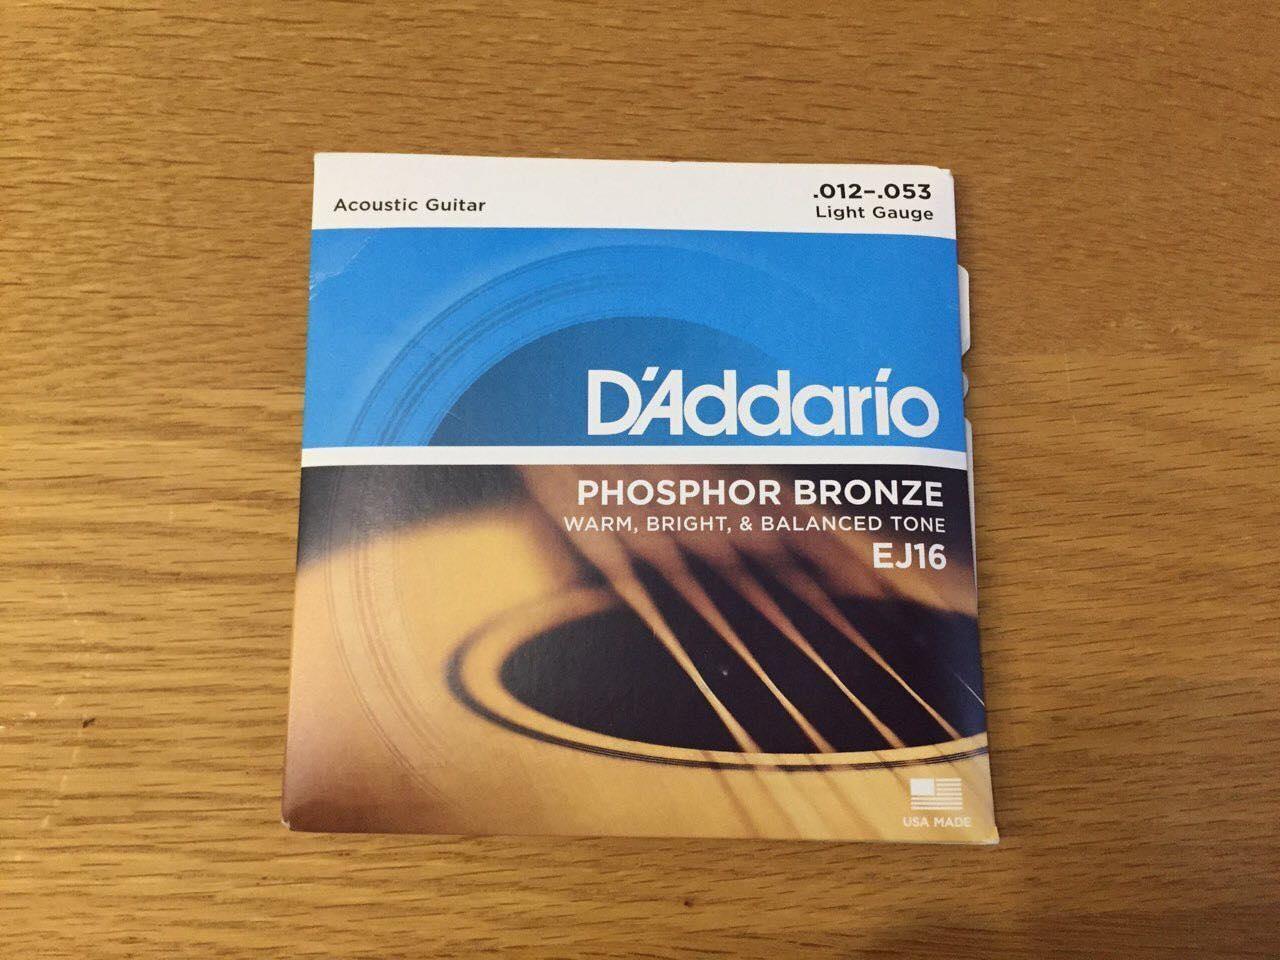 Acoustic Guitar
.012–.053
Light Gauge
D'Addario
PHOSPHOR BRONZE
WARM, BRIGHT, & BALANCED TONE
EJ16
USA MADE